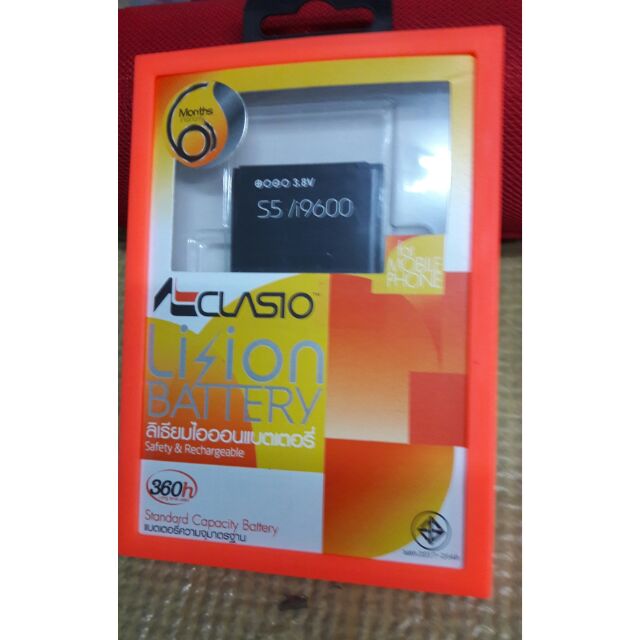 6
Months
3.8V
S5 /i9600
for
MOBILE
PHONE
CLASIO™
Li-ion
BATTERY
ลิเธียมไอออนแบตเตอรี่
Safety & Rechargeable
360h
Standard Capacity Battery
แบตเตอรี่ความจุมาตรฐาน